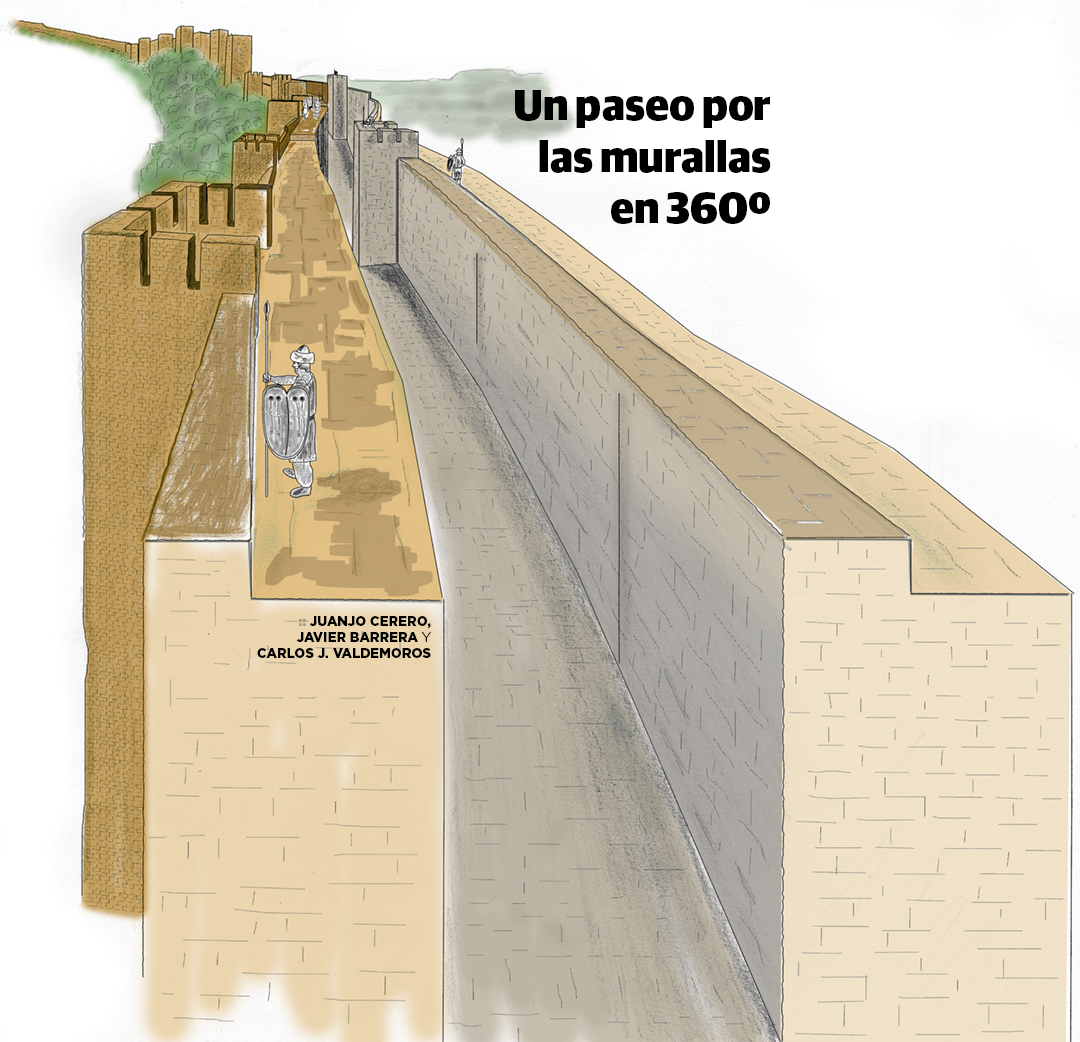 Un paseo por
las murallas
en 360º
JUANJO CERERO,
JAVIER BARRERA Y
CARLOS J. VALDEMOROS